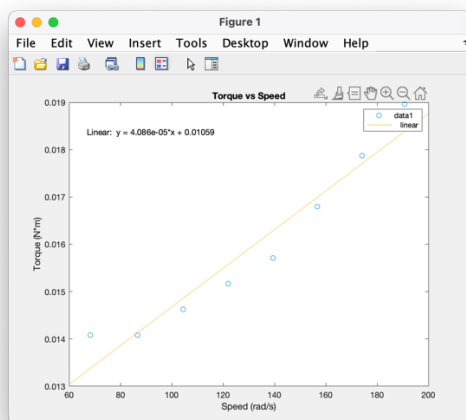 Figure 1
File Edit View Insert Tools Desktop Window Help
Torque vs Speed
data1
linear
Linear: y = 4.086e-05*x + 0.01059
0.019
0.018
0.017
0.016
0.015
0.014
0.013
Torque (N*m)
60 80 100 120 140 160 180 200
Speed (rad/s)